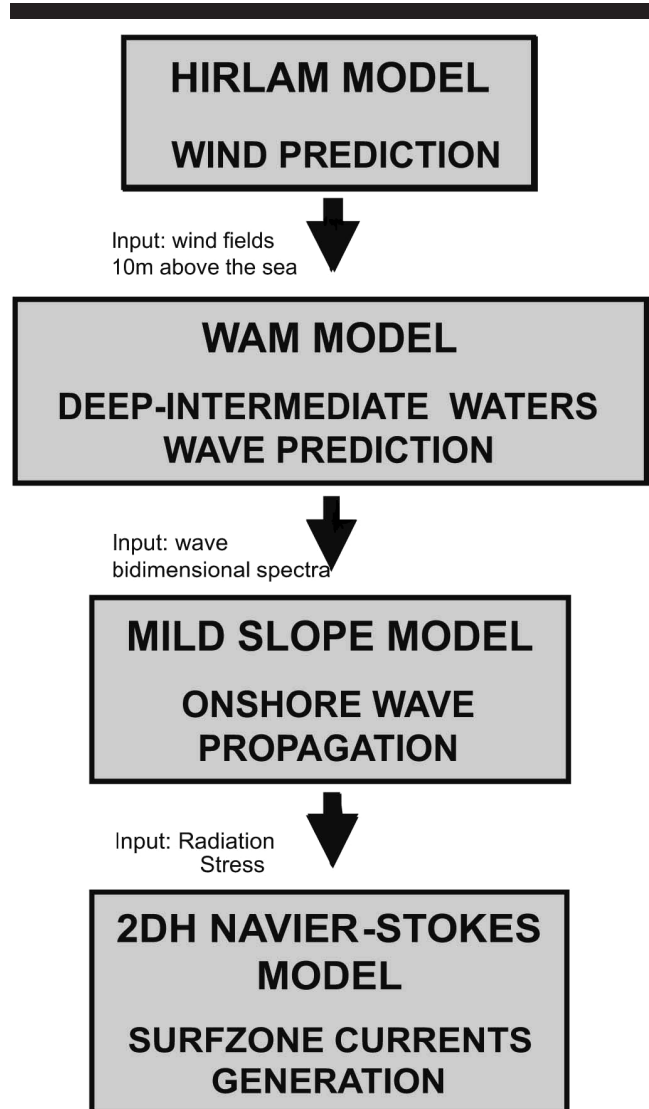 HIRLAM MODEL
WIND PREDICTION
Input: wind fields
10m above the sea
WAM MODEL
DEEP-INTERMEDIATE WATERS
WAVE PREDICTION
Input: wave
bidimensional spectra
MILD SLOPE MODEL
ONSHORE WAVE
PROPAGATION
Input: Radiation
Stress
2DH NAVIER-STOKES
MODEL
SURFZONE CURRENTS
GENERATION